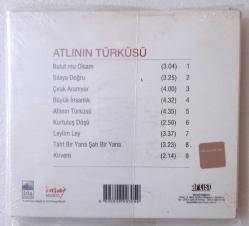 ATLININ TÜRKÜSÜ
Bulut mu Olsam (3.04) 1
Sılaya Doğru (3.25) 2
Çırak Aranıyor (4.00) 3
Büyük İnsanlık (4.32) 4
Atlının Türküsü (4.35) 5
Kurtuluş Düşü (2.50) 6
Leylim Ley (3.37) 7
Taht Bir Yana Şah Bir Yana (3.23) 8
Kirvem (2.14) 9